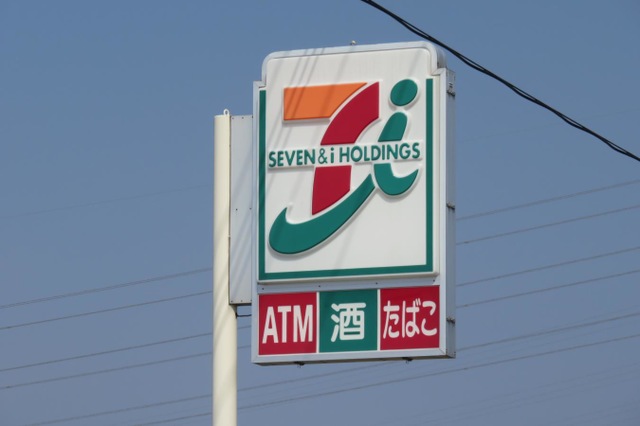 SEVEN & i HOLDINGS
ATM 酒 たばこ